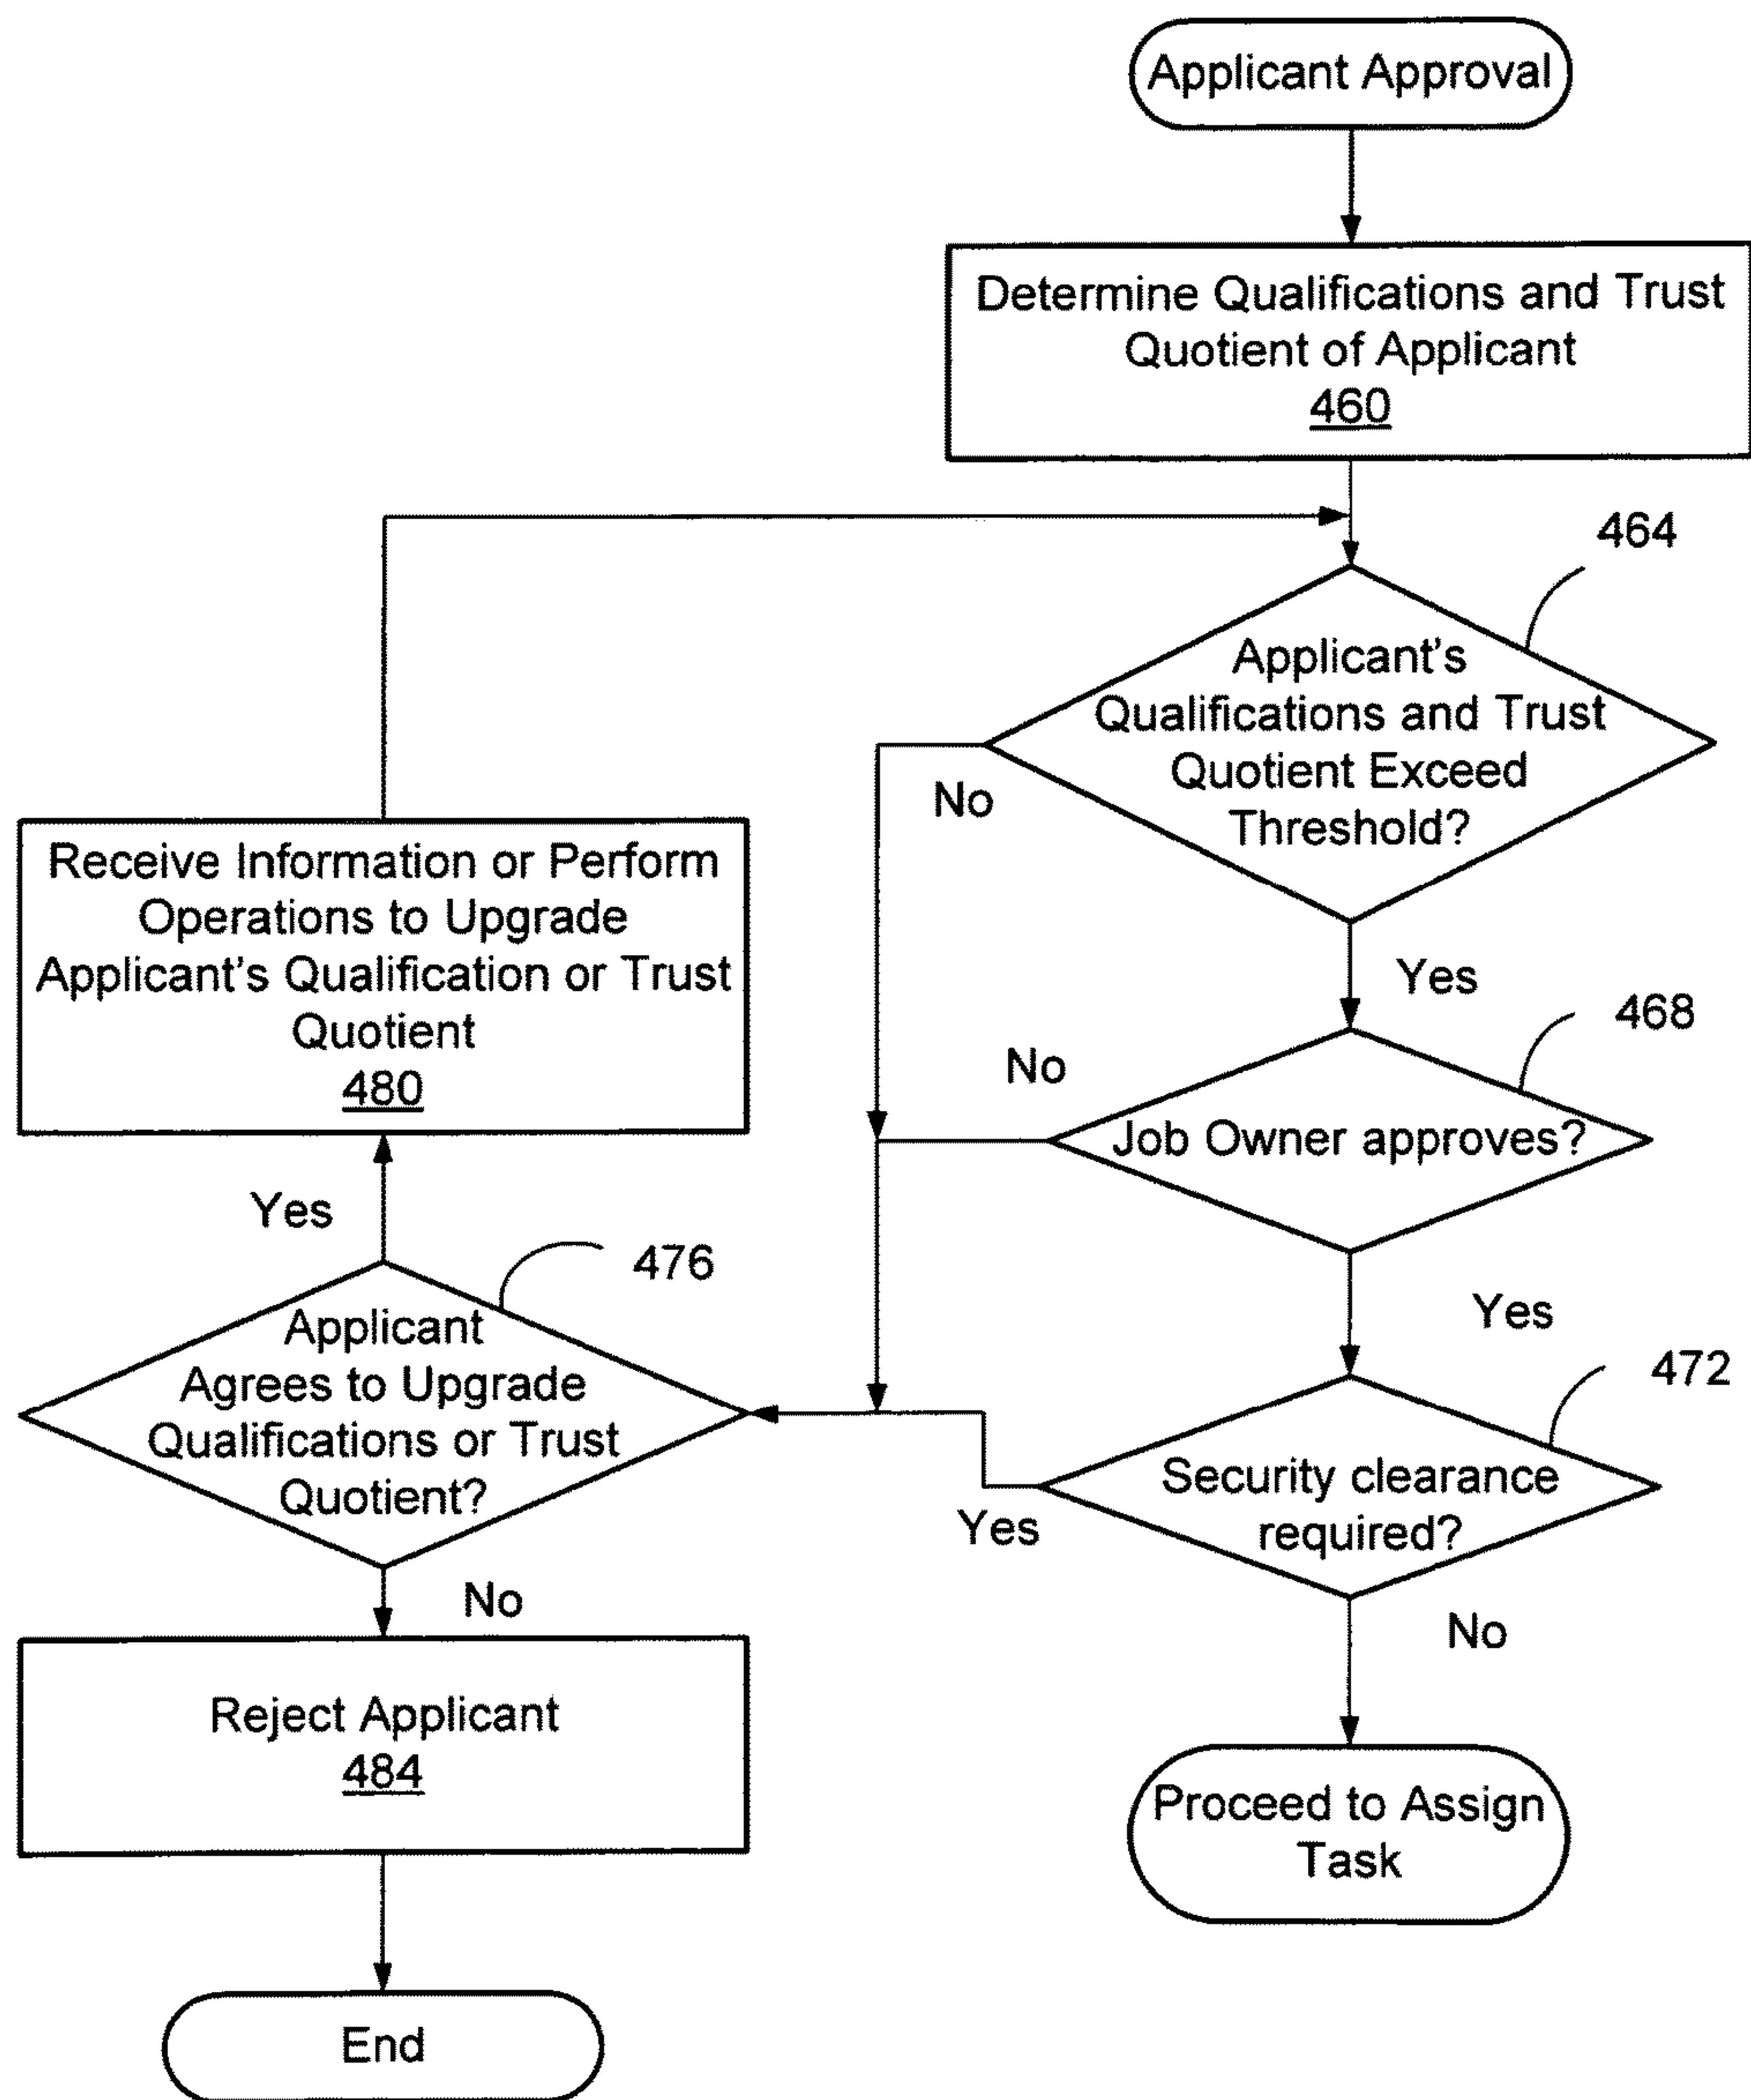 Applicant Approval
Determine Qualifications and Trust
Quotient of Applicant
460
464
Applicant's
Qualifications and Trust
Quotient Exceed
Threshold?
No
Yes
Receive Information or Perform
Operations to Upgrade
Applicant's Qualification or Trust
Quotient
480
468
No
Job Owner approves?
Yes
Yes
476
Applicant
Agrees to Upgrade
Qualifications or Trust
Quotient?
472
Security clearance
required?
Yes
No
No
Reject Applicant
484
Proceed to Assign
Task
End